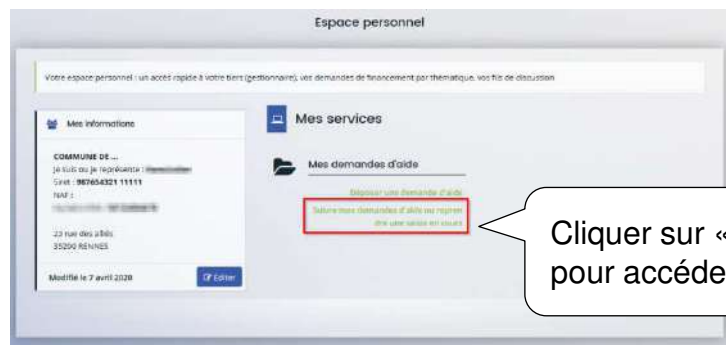 Espace personnel
Votre espace personnel : un accès rapide à votre tiers (gestionnaire), vos demandes de financement par thématique, vos fils de discussion
Mes informations
COMMUNE DE ...
Je suis ou je représente :
Siret : 987654321 11111
NAF :
23 rue des alliés
35200 RENNES
Modifié le 7 avril 2020
Editer
Mes services
Mes demandes d'aide
Déposer une demande d'aide
Suivre mes demandes d'aide ou repren
dre une saisie en cours
Cliquer sur «
pour accéde